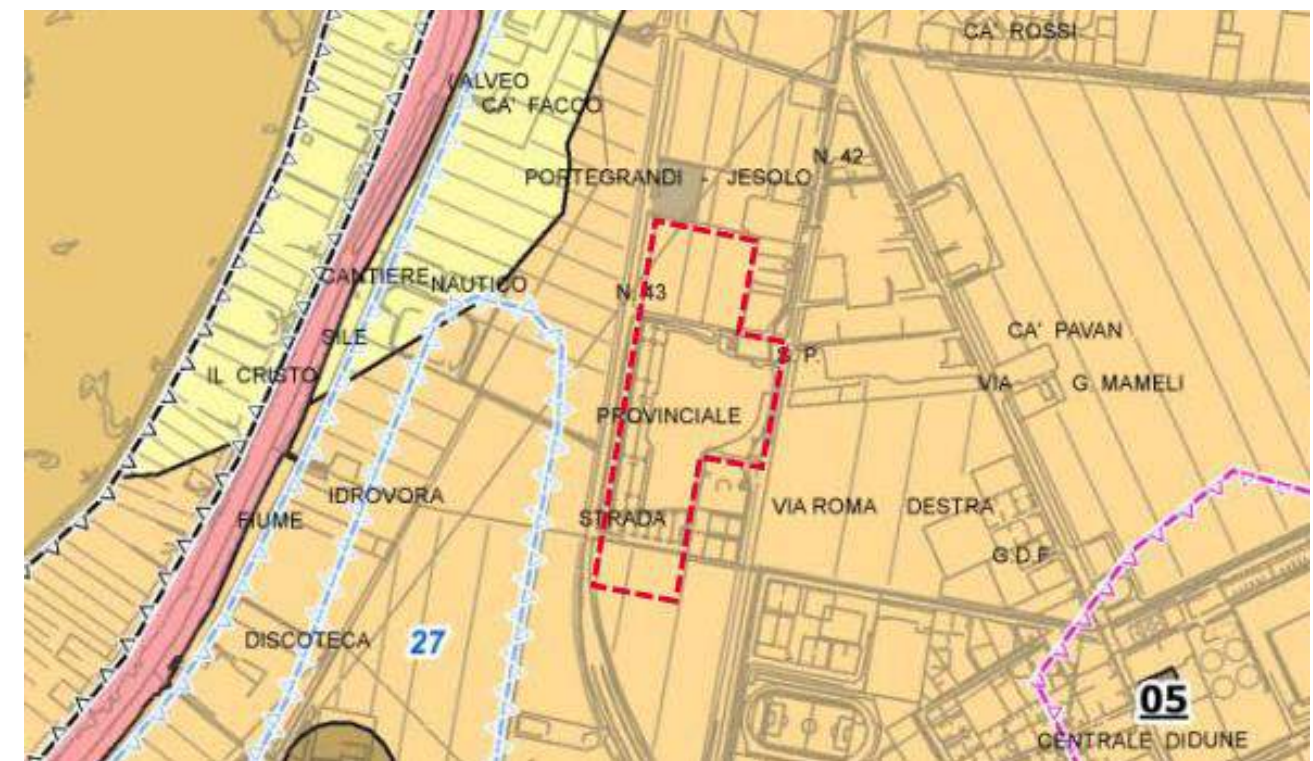 CA' ROSSI
ALVEO
CA' FACCO
N. 42
PORTEGRANDI - JESOLO
CANTIERE NAUTICO
N. 43
SILE
CA' PAVAN
S. P.
IL CRISTO
VIA G. MAMELI
PROVINCIALE
IDROVORA
VIA ROMA DESTRA
FIUME
STRADA
G.D.F
DISCOTECA
27
05
CENTRALE DIDUNE